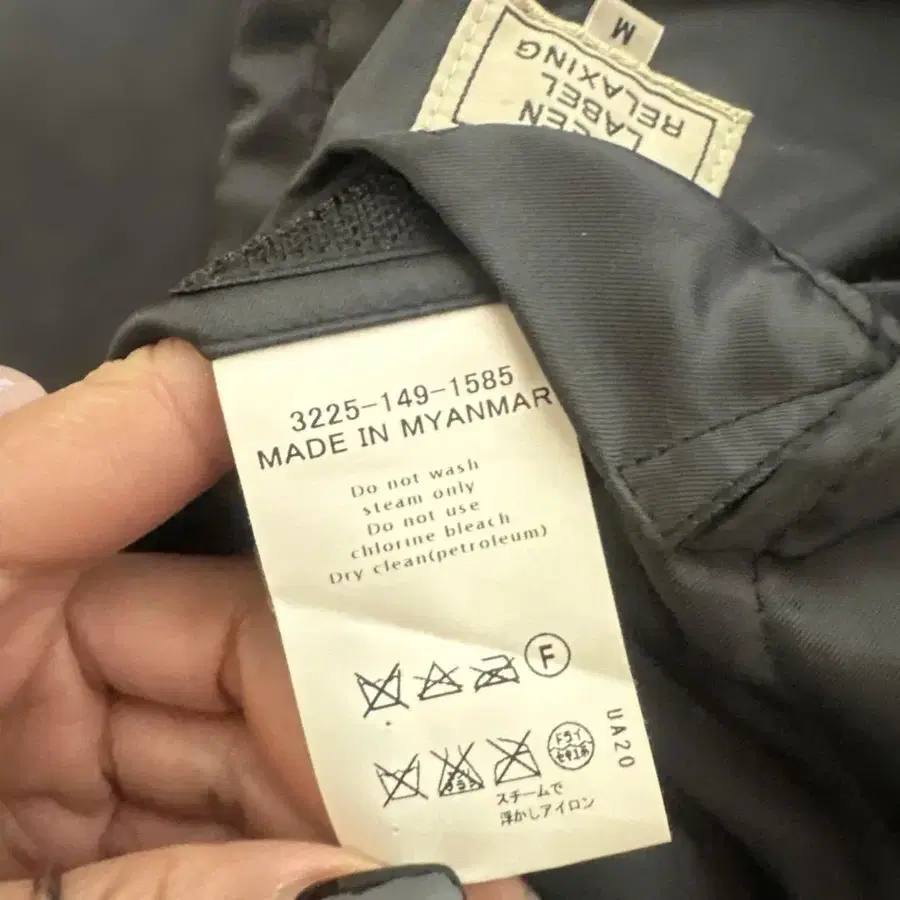 M
LABEL
RELAXING
3225-149-1585
MADE IN MYANMAR
Do not wash
steam only
Do not use
chlorine bleach
Dry clean(petroleum)
F
ドライ
セキユ系
スチームで
浮かしアイロン
UA20